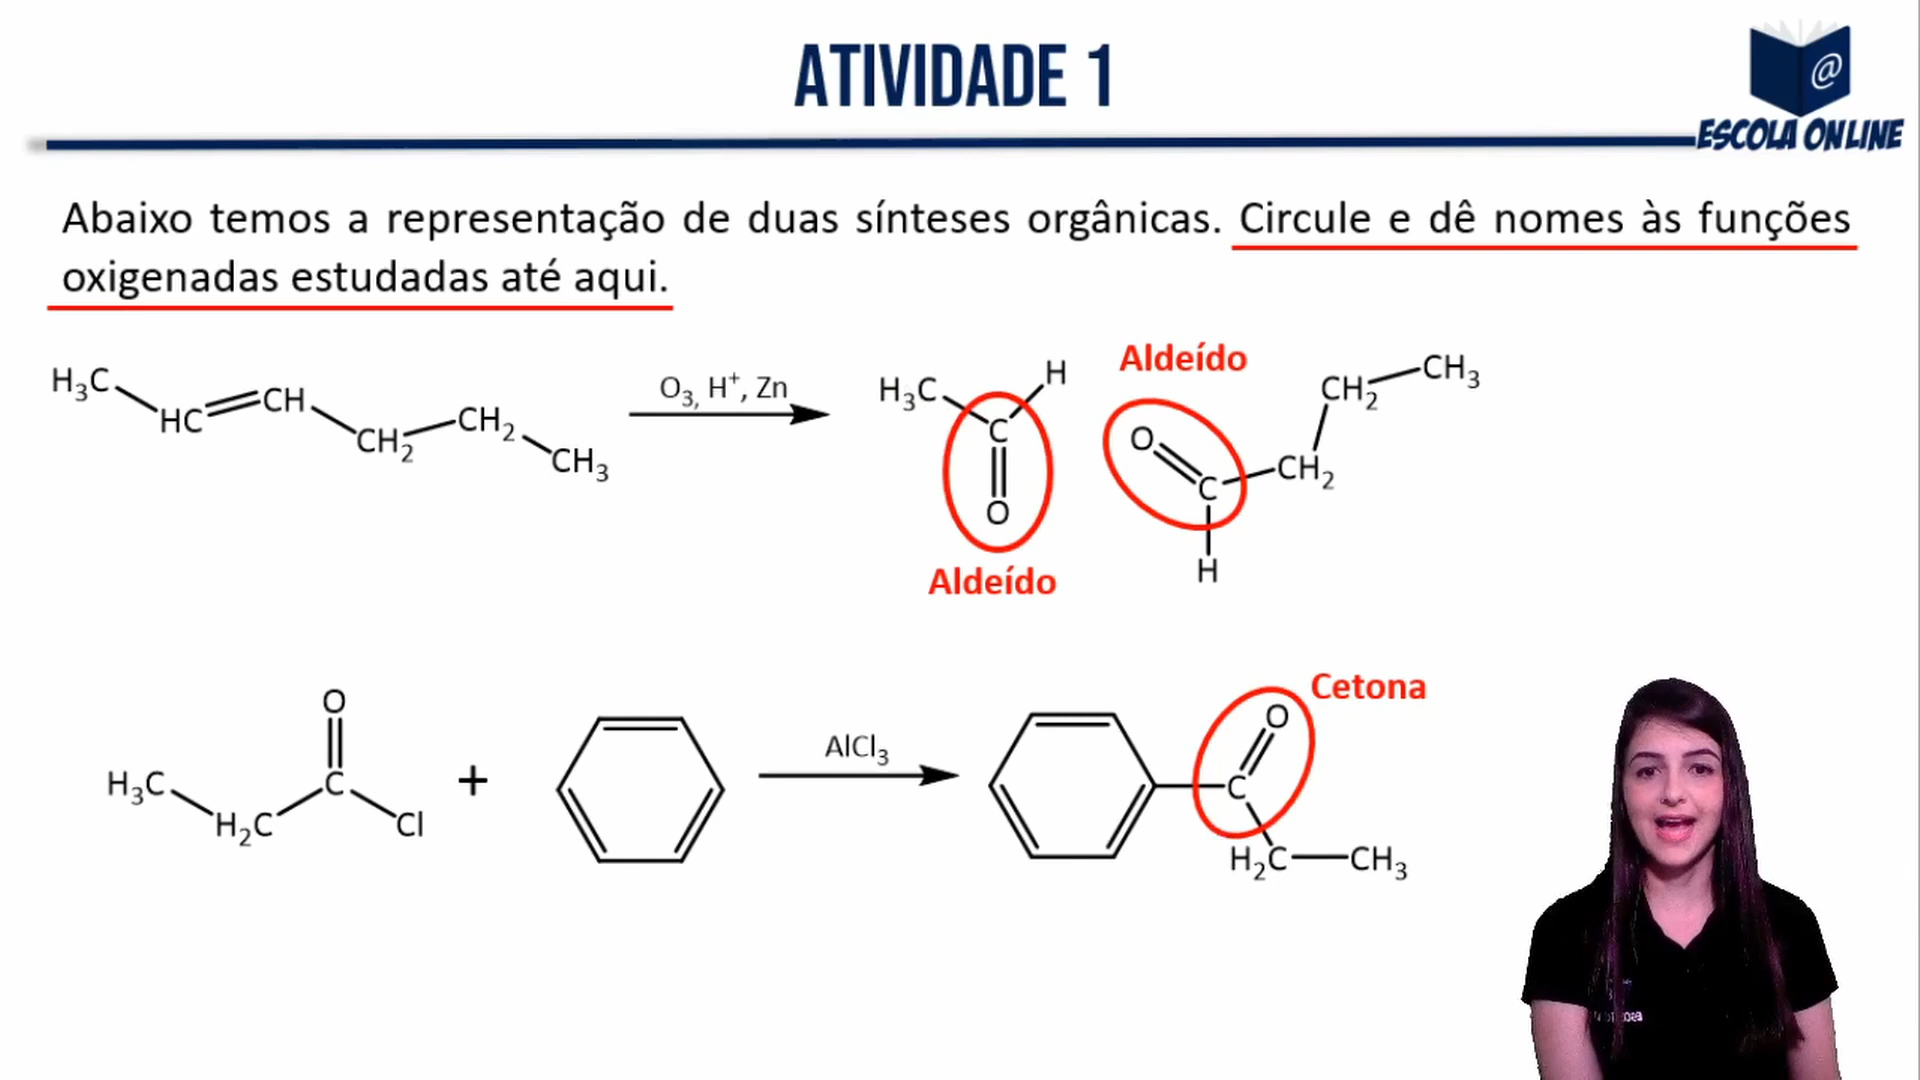 ATIVIDADE 1
@
ESCOLA ONLINE
Abaixo temos a representação de duas sínteses orgânicas. Circule e dê nomes às funções
oxigenadas estudadas até aqui.
H₃C
HC
CH
CH₂
CH₂
CH₃
O₃, H⁺, Zn
H₃C
H
C
O
Aldeído
Aldeído
O
C
H
CH₂
CH₂
CH₃
O
H₃C
H₂C
C
Cl
+
AlCl₃
Cetona
O
C
H₂C
CH₃